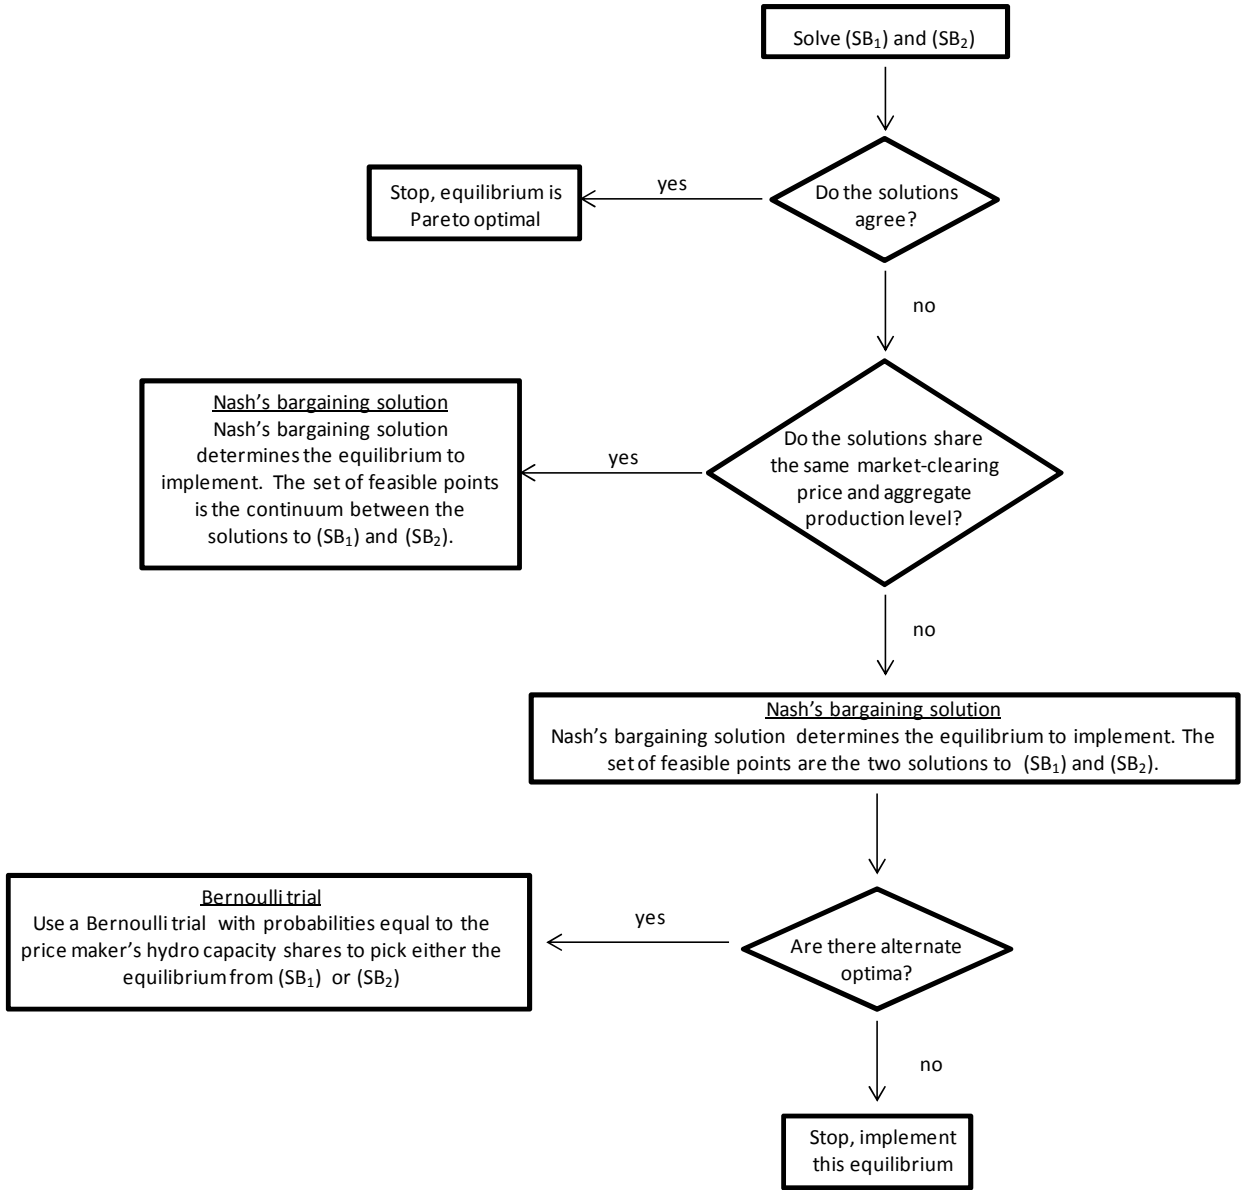 Solve (SB₁) and (SB₂)
Do the solutions
agree?
yes
Stop, equilibrium is
Pareto optimal
no
Do the solutions share
the same market-clearing
price and aggregate
production level?
yes
Nash's bargaining solution
Nash's bargaining solution
determines the equilibrium to
implement. The set of feasible points
is the continuum between the
solutions to (SB₁) and (SB₂).
no
Nash's bargaining solution
Nash's bargaining solution determines the equilibrium to implement. The
set of feasible points are the two solutions to (SB₁) and (SB₂).
Are there alternate
optima?
yes
Bernoulli trial
Use a Bernoulli trial with probabilities equal to the
price maker's hydro capacity shares to pick either the
equilibrium from (SB₁) or (SB₂)
no
Stop, implement
this equilibrium